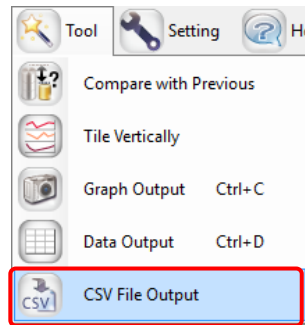 Tool Setting H
Compare with Previous
Tile Vertically
Graph Output Ctrl+C
Data Output Ctrl+D
CSV CSV File Output